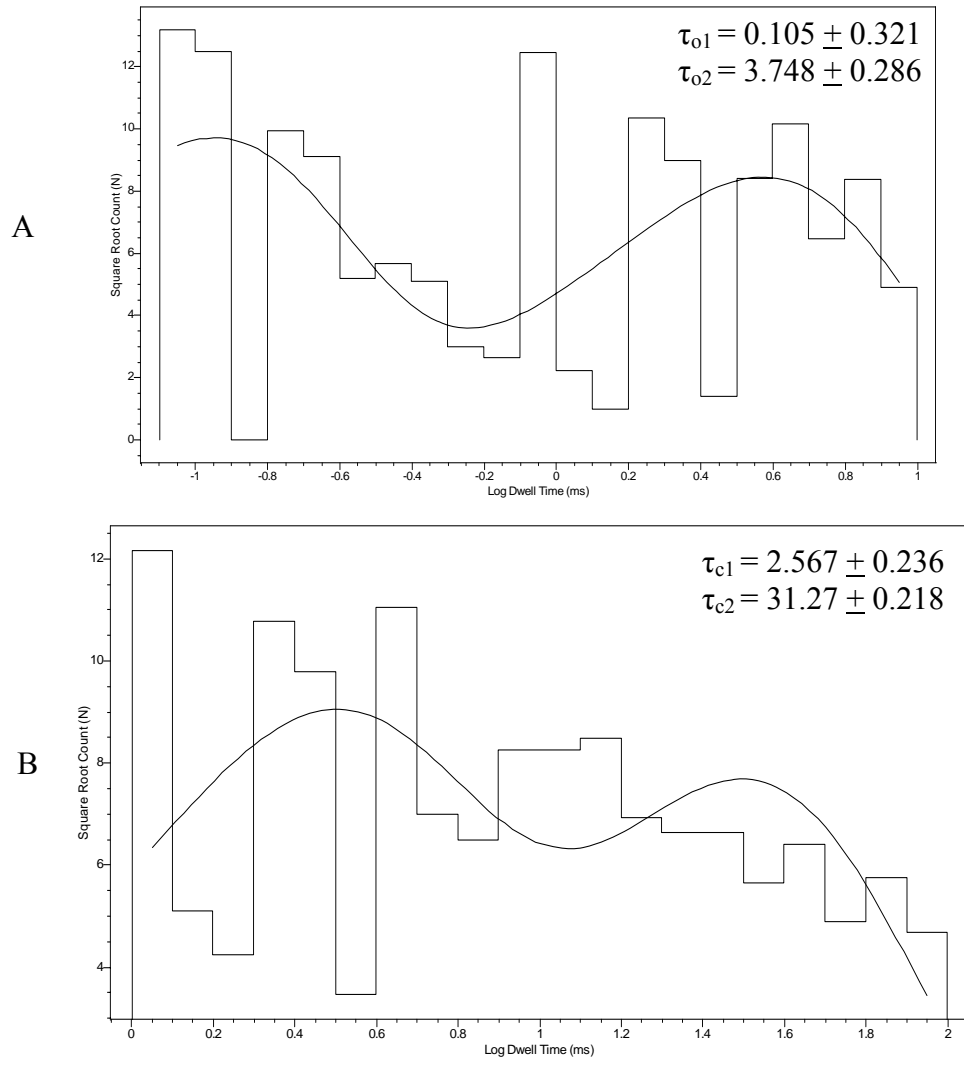 A
τo1 = 0.105 ± 0.321
τo2 = 3.748 ± 0.286
Square Root Count (N)
12
10
8
6
4
2
0
-1 -0.8 -0.6 -0.4 -0.2 0 0.2 0.4 0.6 0.8 1
Log Dwell Time (ms)
B
τc1 = 2.567 ± 0.236
τc2 = 31.27 ± 0.218
Square Root Count (N)
12
10
8
6
4
0 0.2 0.4 0.6 0.8 1 1.2 1.4 1.6 1.8 2
Log Dwell Time (ms)